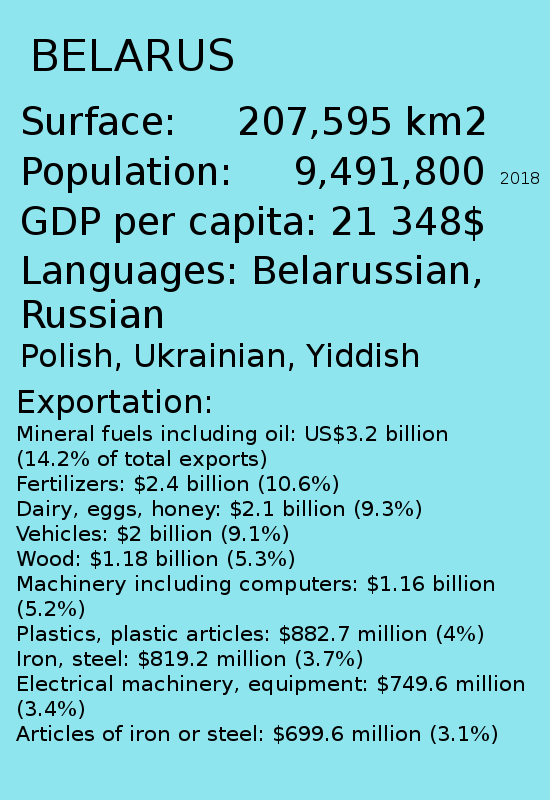 BELARUS
Surface: 207,595 km2
Population: 9,491,800 2018
GDP per capita: 21 348$
Languages: Belarussian,
Russian
Polish, Ukrainian, Yiddish
Exportation:
Mineral fuels including oil: US$3.2 billion
(14.2% of total exports)
Fertilizers: $2.4 billion (10.6%)
Dairy, eggs, honey: $2.1 billion (9.3%)
Vehicles: $2 billion (9.1%)
Wood: $1.18 billion (5.3%)
Machinery including computers: $1.16 billion
(5.2%)
Plastics, plastic articles: $882.7 million (4%)
Iron, steel: $819.2 million (3.7%)
Electrical machinery, equipment: $749.6 million
(3.4%)
Articles of iron or steel: $699.6 million (3.1%)